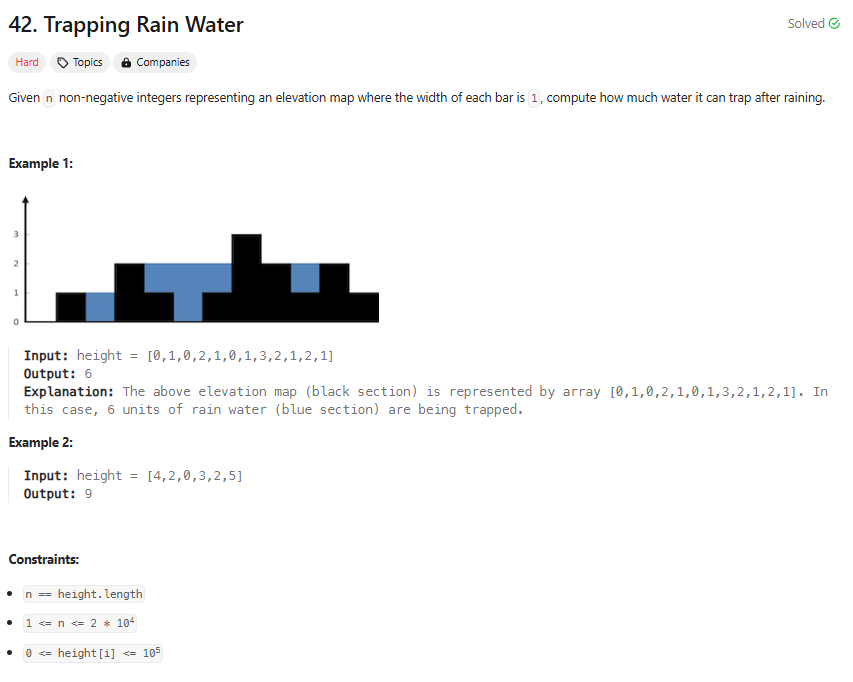 42. Trapping Rain Water
Solved
Hard
Topics
Companies
Given n non-negative integers representing an elevation map where the width of each bar is 1, compute how much water it can trap after raining.
Example 1:
3
2
1
0
Input: height = [0,1,0,2,1,0,1,3,2,1,2,1]
Output: 6
Explanation: The above elevation map (black section) is represented by array [0,1,0,2,1,0,1,3,2,1,2,1]. In
this case, 6 units of rain water (blue section) are being trapped.
Example 2:
Input: height = [4,2,0,3,2,5]
Output: 9
Constraints:
n == height.length
1 <= n <= 2 * 10⁴
0 <= height[i] <= 10⁵